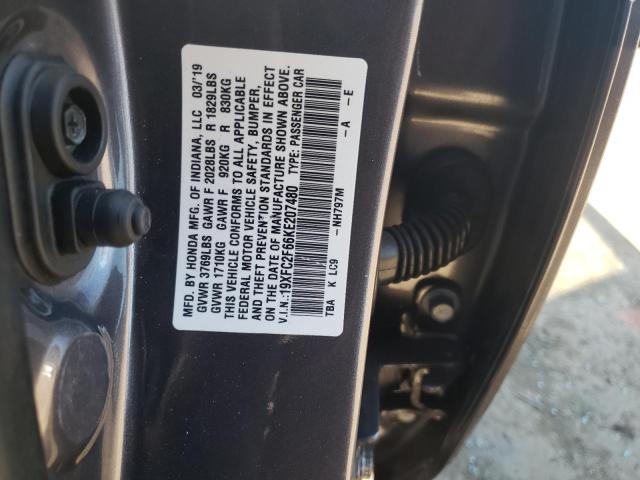 MFD. BY HONDA MFG. OF INDIANA, LLC 03/'19
GVWR 3769LBS GAWR F 2028LBS R 1829LBS
GVWR 1710KG GAWR F 920KG R 830KG
THIS VEHICLE CONFORMS TO ALL APPLICABLE
FEDERAL MOTOR VEHICLE SAFETY, BUMPER,
AND THEFT PREVENTION STANDARDS IN EFFECT
ON THE DATE OF MANUFACTURE SHOWN ABOVE.
V.I.N.:19XFC2F66KE207480 TYPE: PASSENGER CAR
TBA K LC9 -NH797M -A -E